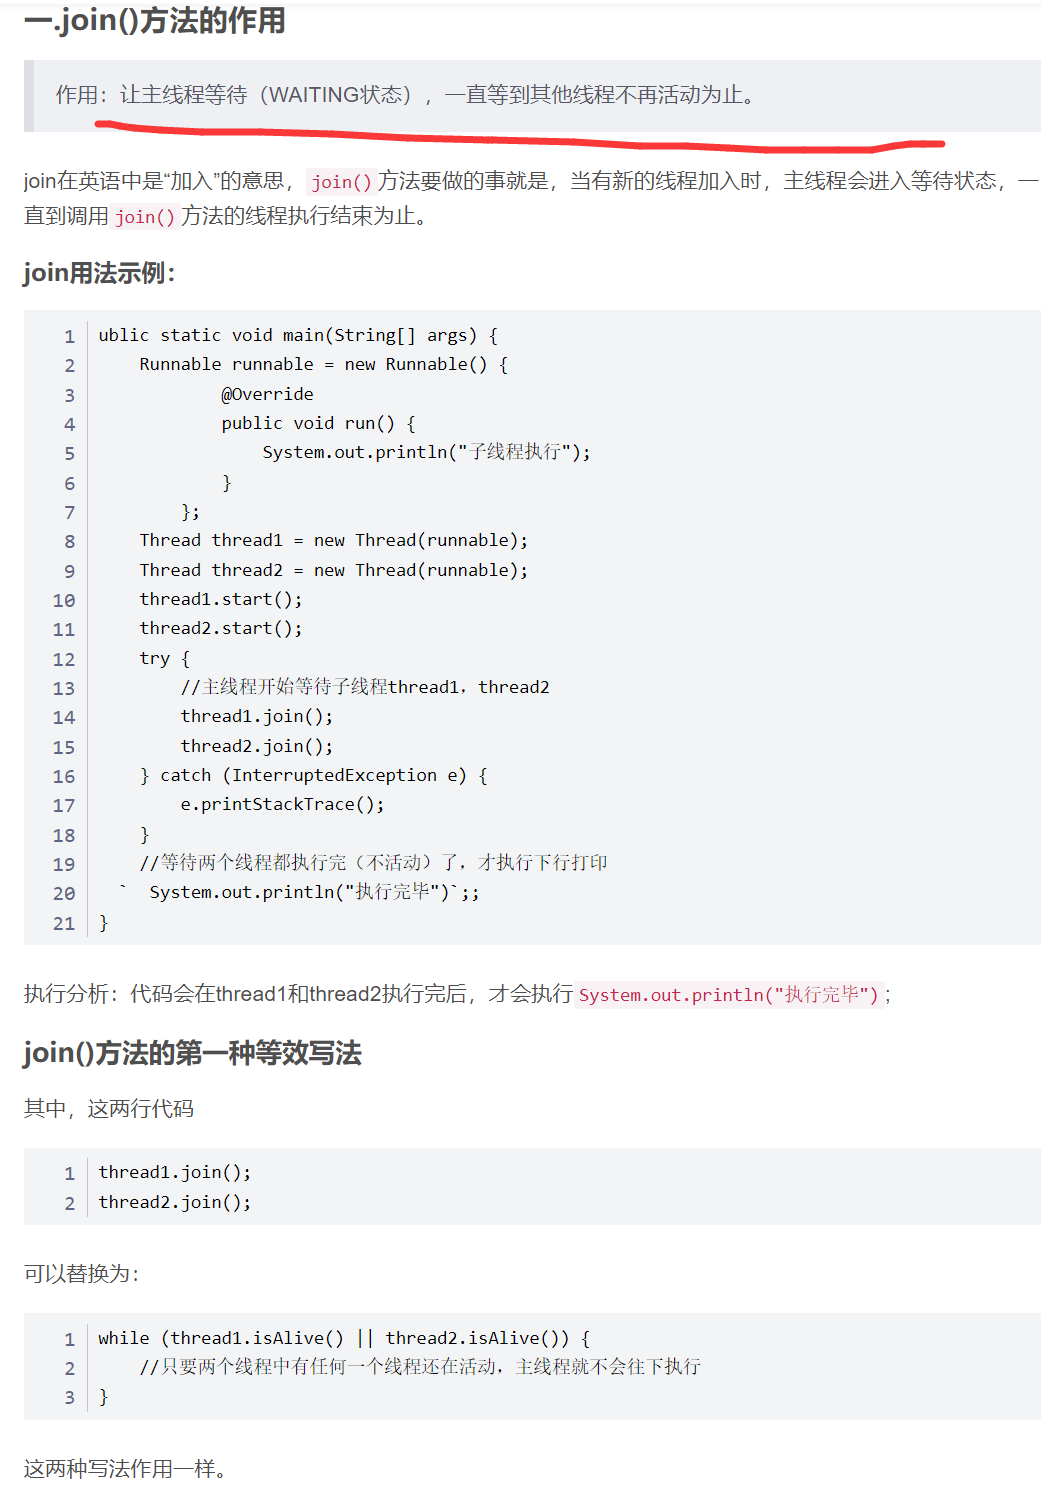 一.join()方法的作用
作用：让主线程等待（WAITING状态），一直等到其他线程不再活动为止。
join在英语中是“加入”的意思，join()方法要做的事就是，当有新的线程加入时，主线程会进入等待状态，一
直到调用join()方法的线程执行结束为止。
join用法示例：
1 ublic static void main(String[] args) {
2     Runnable runnable = new Runnable() {
3             @Override
4             public void run() {
5                 System.out.println("子线程执行");
6             }
7         };
8     Thread thread1 = new Thread(runnable);
9     Thread thread2 = new Thread(runnable);
10     thread1.start();
11     thread2.start();
12     try {
13         //主线程开始等待子线程thread1，thread2
14         thread1.join();
15         thread2.join();
16     } catch (InterruptedException e) {
17         e.printStackTrace();
18     }
19     //等待两个线程都执行完（不活动）了，才执行下行打印
20   `  System.out.println("执行完毕")`;;
21 }
执行分析：代码会在thread1和thread2执行完后，才会执行System.out.println("执行完毕");
join()方法的第一种等效写法
其中，这两行代码
1 thread1.join();
2 thread2.join();
可以替换为：
1 while (thread1.isAlive() || thread2.isAlive()) {
2     //只要两个线程中有任何一个线程还在活动，主线程就不会往下执行
3 }
这两种写法作用一样。